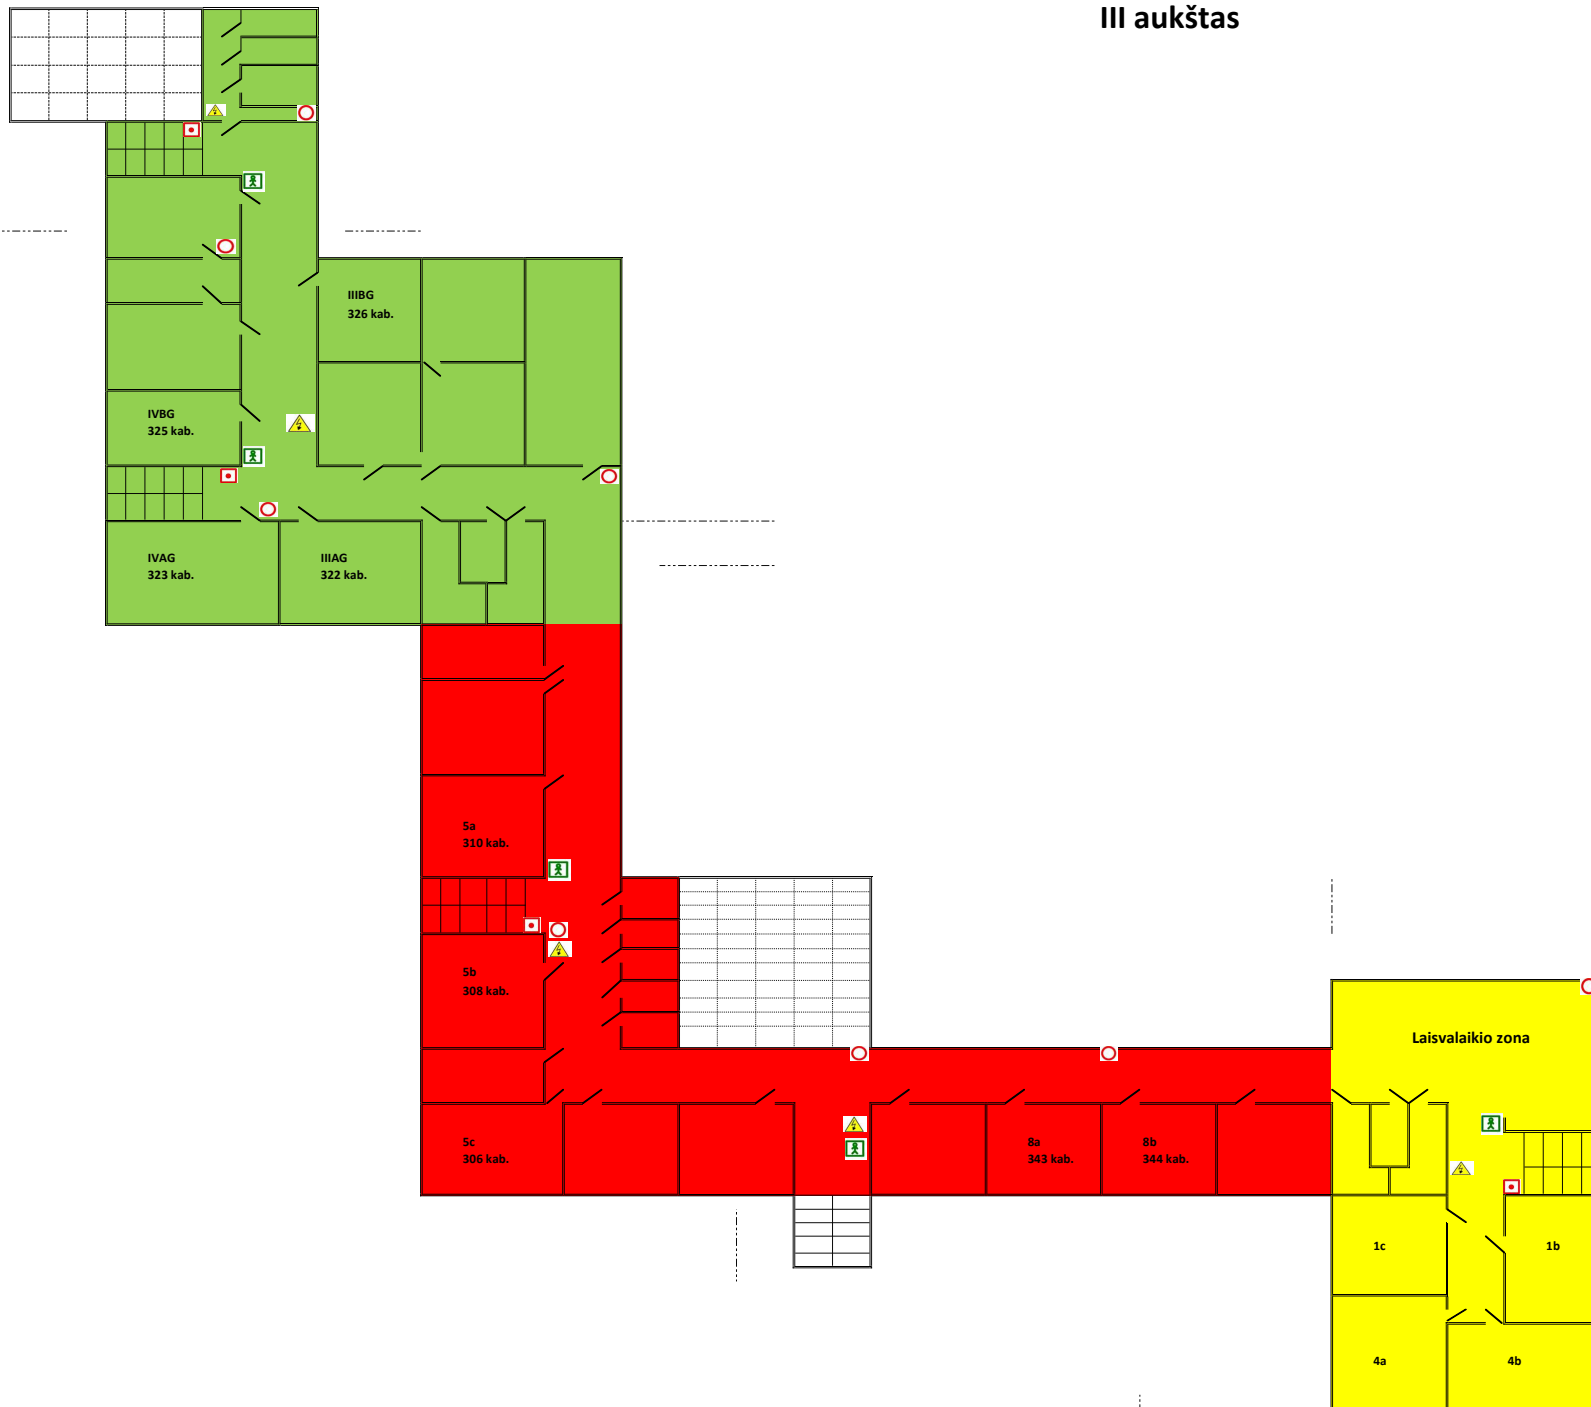 III aukštas
IIIBG
326 kab.
IVBG
325 kab.
IVAG
323 kab.
IIIAG
322 kab.
5a
310 kab.
5b
308 kab.
Laisvalaikio zona
5c
306 kab.
8a
343 kab.
8b
344 kab.
1c
1b
4a
4b